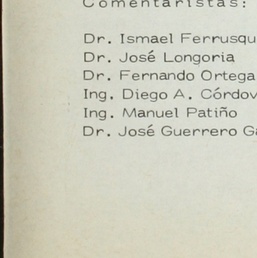 Comentaristas:
Dr. Ismael Ferrusqu
Dr. José Longoria
Dr. Fernando Ortega
Ing. Diego A. Córdov
Ing. Manuel Patiño
Dr. José Guerrero Ga